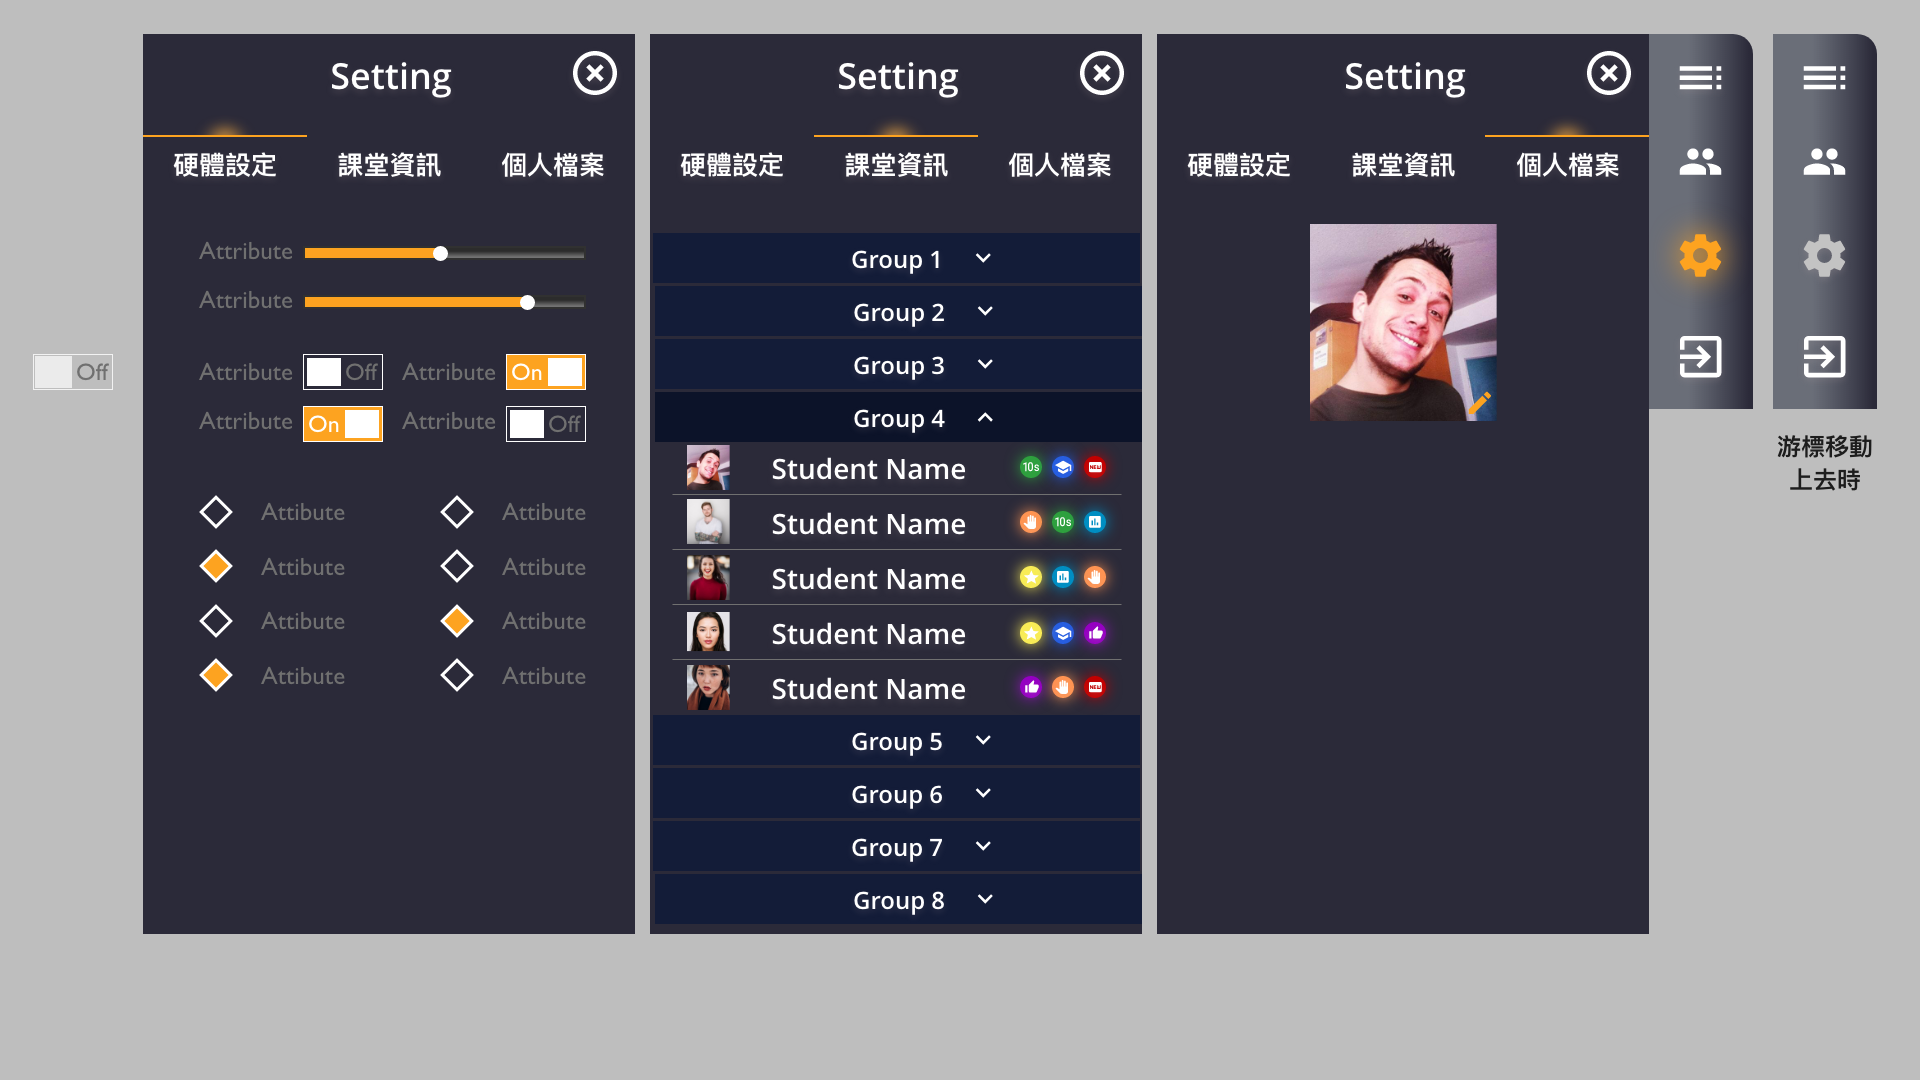 Setting
硬體設定 課堂資訊 個人檔案
Attribute
Attribute
Attribute Off Attribute On
Attribute On Attribute Off
Attibute Attibute
Attibute Attibute
Attibute Attibute
Attibute Attibute
Off
Setting
硬體設定 課堂資訊 個人檔案
Group 1
Group 2
Group 3
Group 4
Student Name 10s NEW
Student Name 10s
Student Name
Student Name
Student Name NEW
Group 5
Group 6
Group 7
Group 8
Setting
硬體設定 課堂資訊 個人檔案
游標移動
上去時